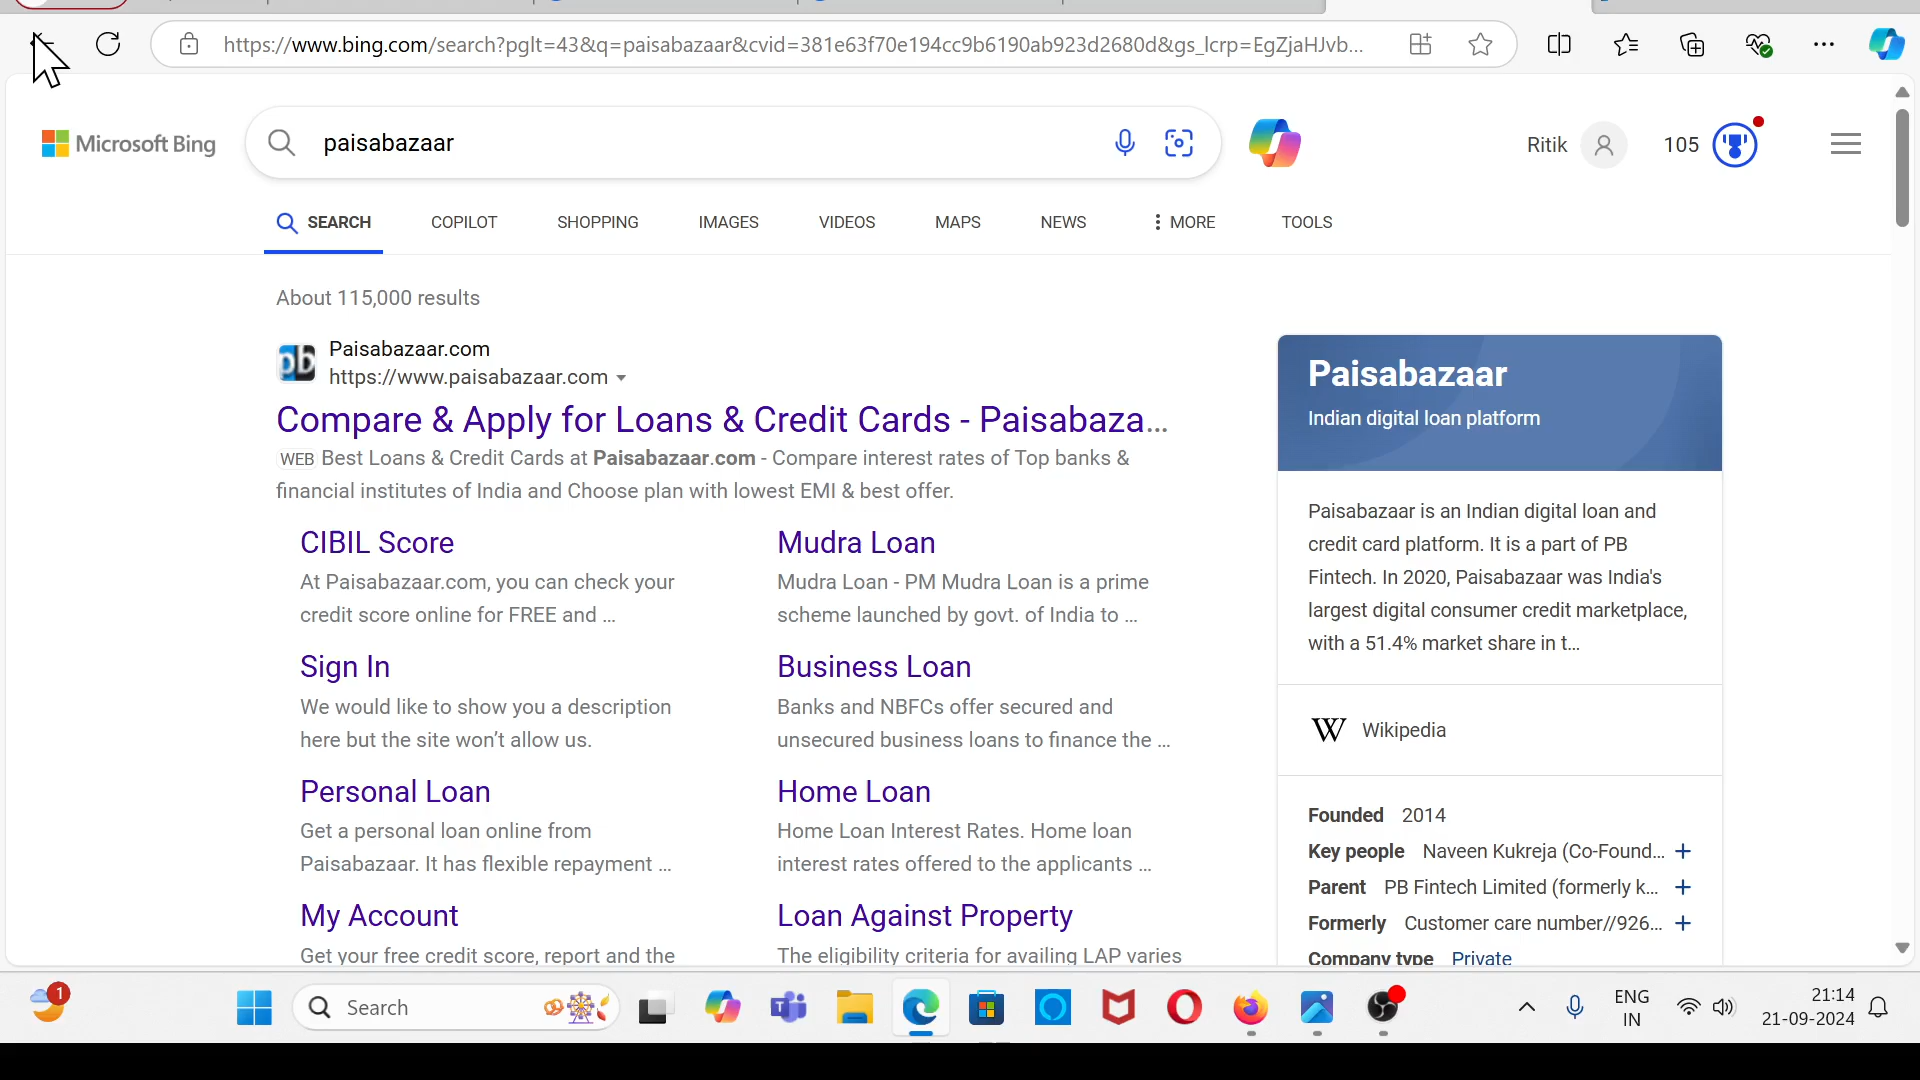 https://www.bing.com/search?pglt=43&q=paisabazaar&cvid=381e63f70e194cc9b6190ab923d2680d&gs_lcrp=EgZjaHJvb...
Microsoft Bing
paisabazaar
Ritik
105
SEARCH
COPILOT
SHOPPING
IMAGES
VIDEOS
MAPS
NEWS
MORE
TOOLS
About 115,000 results
pb
Paisabazaar.com
https://www.paisabazaar.com
Compare & Apply for Loans & Credit Cards - Paisabaza...
WEB Best Loans & Credit Cards at Paisabazaar.com - Compare interest rates of Top banks &
financial institutes of India and Choose plan with lowest EMI & best offer.
CIBIL Score
At Paisabazaar.com, you can check your
credit score online for FREE and ...
Mudra Loan
Mudra Loan - PM Mudra Loan is a prime
scheme launched by govt. of India to ...
Sign In
We would like to show you a description
here but the site won't allow us.
Business Loan
Banks and NBFCs offer secured and
unsecured business loans to finance the ...
Personal Loan
Get a personal loan online from
Paisabazaar. It has flexible repayment ...
Home Loan
Home Loan Interest Rates. Home loan
interest rates offered to the applicants ...
My Account
Get your free credit score, report and the
Loan Against Property
The eligibility criteria for availing LAP varies
Paisabazaar
Indian digital loan platform
Paisabazaar is an Indian digital loan and
credit card platform. It is a part of PB
Fintech. In 2020, Paisabazaar was India's
largest digital consumer credit marketplace,
with a 51.4% market share in t...
W Wikipedia
Founded 2014
Key people Naveen Kukreja (Co-Found... +
Parent PB Fintech Limited (formerly k... +
Formerly Customer care number//926... +
Company type Private
1
Search
ENG
IN
21:14
21-09-2024